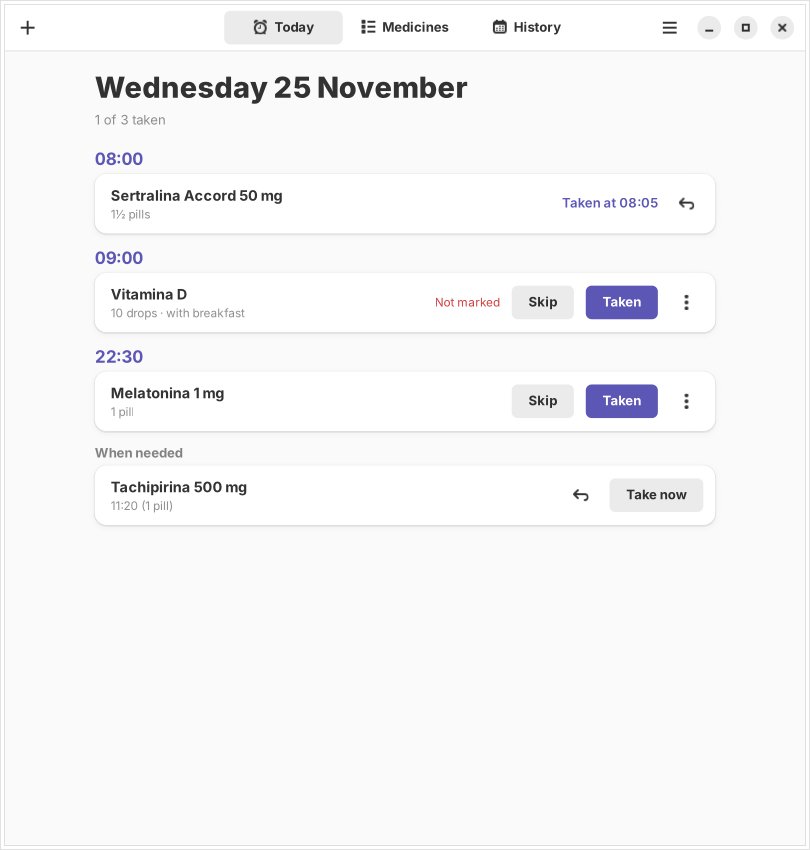 Today
Medicines
History
Wednesday 25 November
1 of 3 taken
08:00
Sertralina Accord 50 mg
1½ pills
Taken at 08:05
09:00
Vitamina D
10 drops · with breakfast
Not marked
Skip
Taken
22:30
Melatonina 1 mg
1 pill
Skip
Taken
When needed
Tachipirina 500 mg
11:20 (1 pill)
Take now